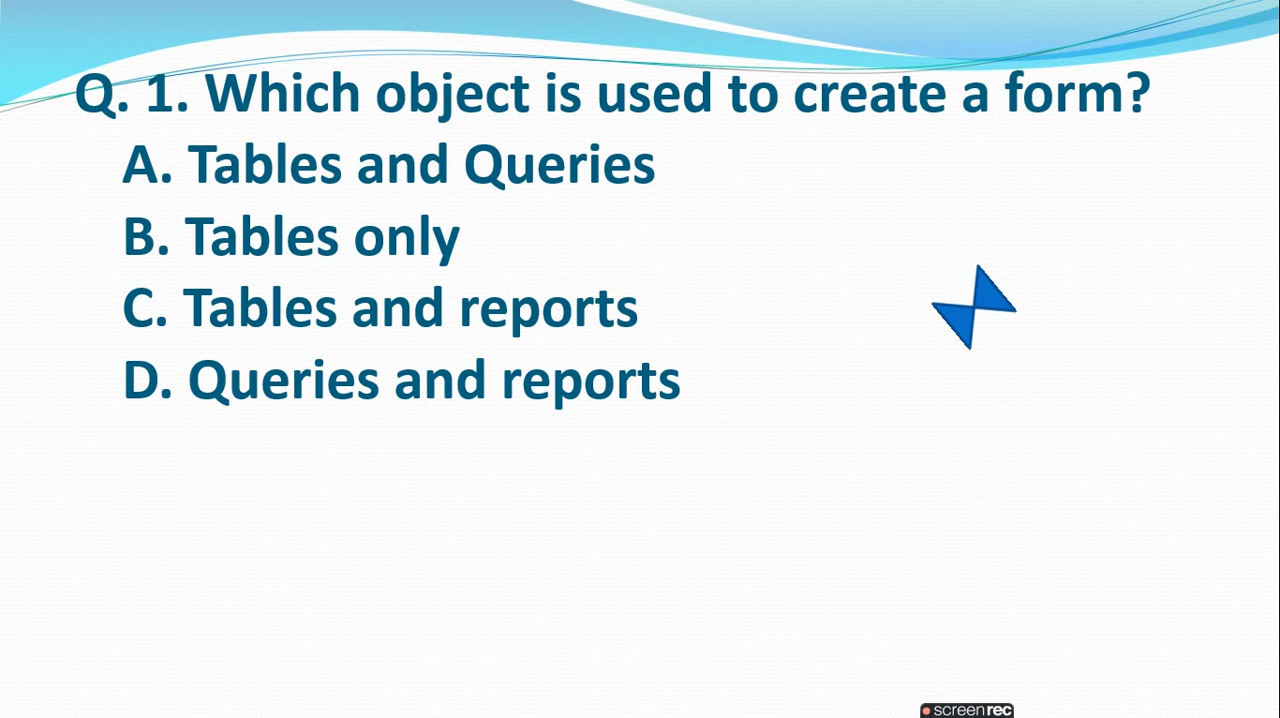 Q. 1. Which object is used to create a form?
A. Tables and Queries
B. Tables only
C. Tables and reports
D. Queries and reports
screenrec